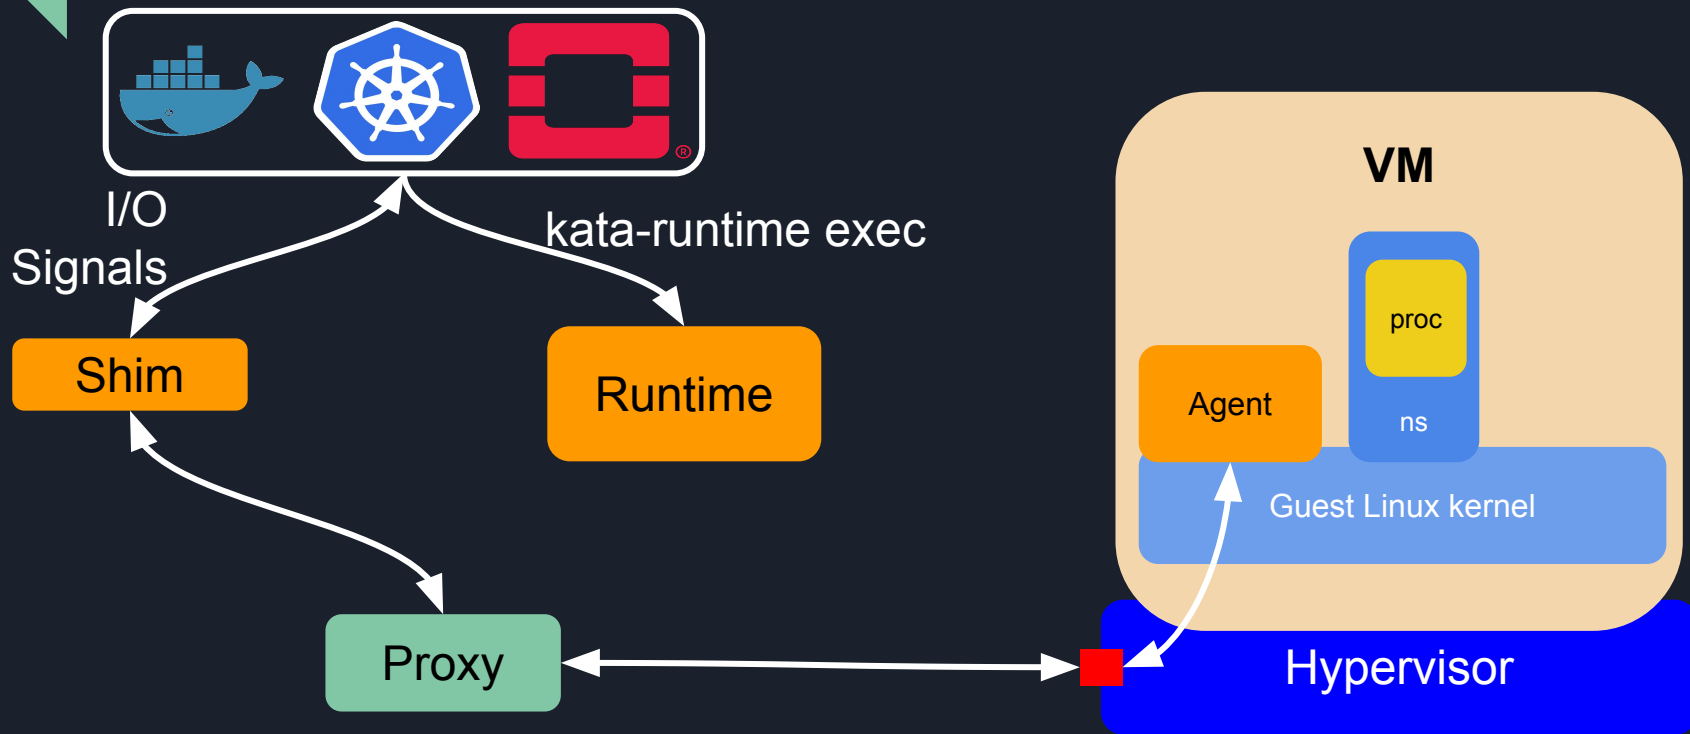 ®
I/O
Signals
kata-runtime exec
Shim
Runtime
Proxy
VM
proc
ns
Agent
Guest Linux kernel
Hypervisor